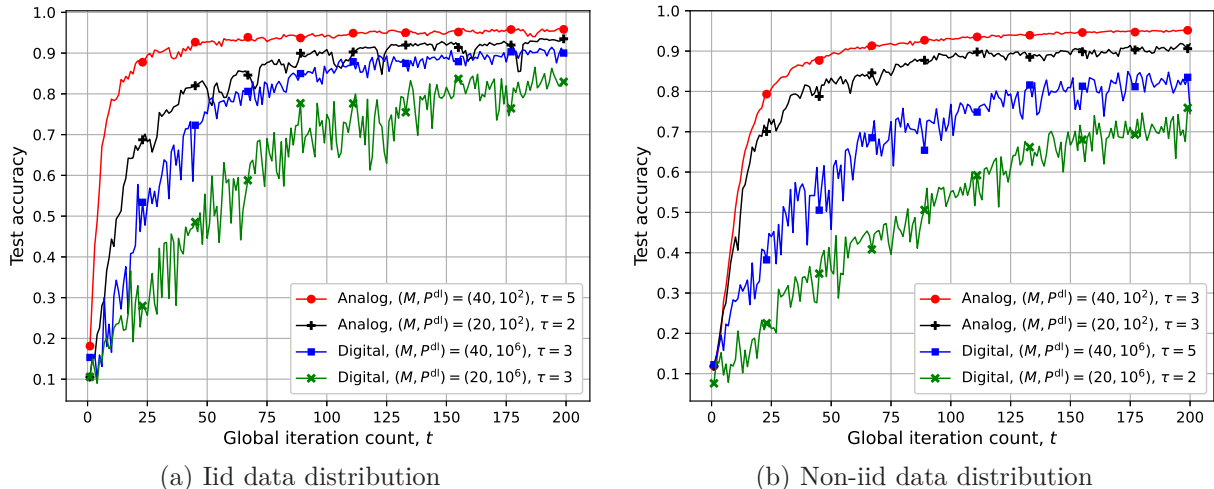 Test accuracy
1.0
0.9
0.8
0.7
0.6
0.5
0.4
0.3
0.2
0.1
Analog, (M, P^dl) = (40, 10^2), τ = 5
Analog, (M, P^dl) = (20, 10^2), τ = 2
Digital, (M, P^dl) = (40, 10^6), τ = 3
Digital, (M, P^dl) = (20, 10^6), τ = 3
0 25 50 75 100 125 150 175 200
Global iteration count, t
(a) Iid data distribution
Test accuracy
1.0
0.9
0.8
0.7
0.6
0.5
0.4
0.3
0.2
0.1
Analog, (M, P^dl) = (40, 10^2), τ = 3
Analog, (M, P^dl) = (20, 10^2), τ = 3
Digital, (M, P^dl) = (40, 10^6), τ = 5
Digital, (M, P^dl) = (20, 10^6), τ = 2
0 25 50 75 100 125 150 175 200
Global iteration count, t
(b) Non-iid data distribution